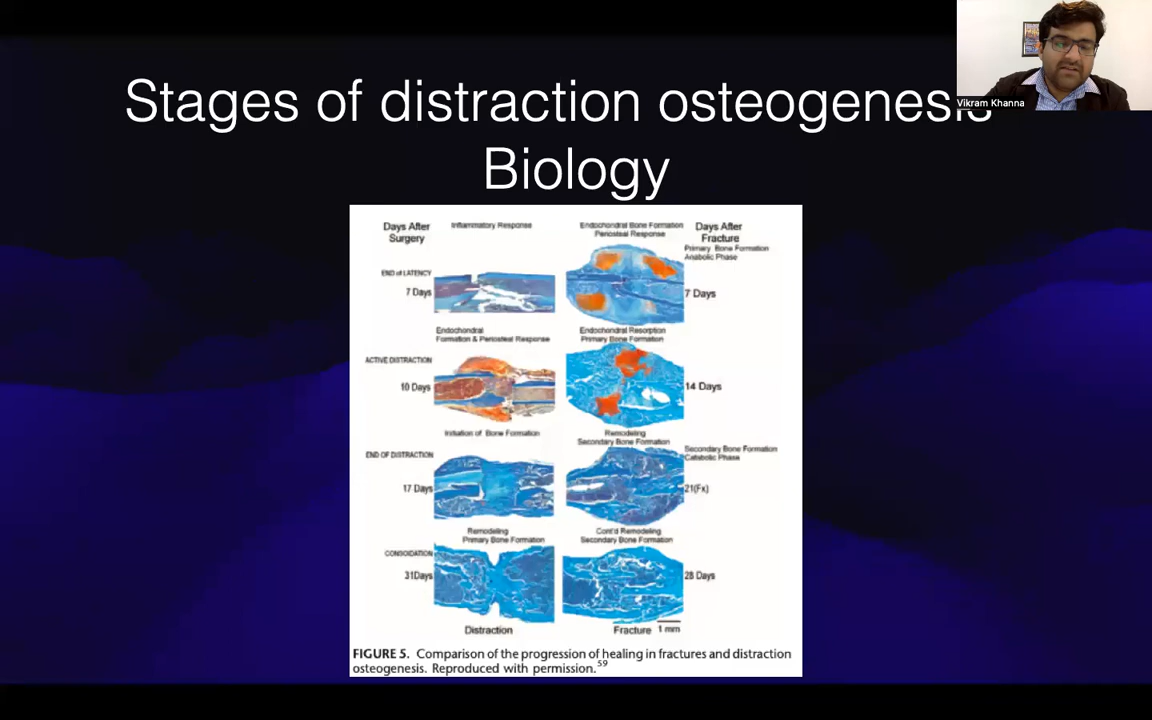 Stages of distraction osteogenesis
Biology
Vikram Khanna
Days After
Surgery
Inflammatory Response
Endochondral Bone Formation
Periosteal Response
Days After
Fracture
Primary Bone Formation
Anabolic Phase
END of LATENCY
7 Days
7 Days
Endochondral
Formation & Periosteal Response
Endochondral Resorption
Primary Bone Formation
ACTIVE DISTRACTION
10 Days
14 Days
Initiation of Bone Formation
Remodeling
Secondary Bone Formation
Secondary Bone Formation
Catabolic Phase
END OF DISTRACTION
17 Days
21(Fx)
Remodeling
Primary Bone Formation
Cont'd Remodeling
Secondary Bone Formation
CONSOIDATION
31Days
28 Days
Distraction
Fracture
1 mm
FIGURE 5. Comparison of the progression of healing in fractures and distraction
osteogenesis. Reproduced with permission.59